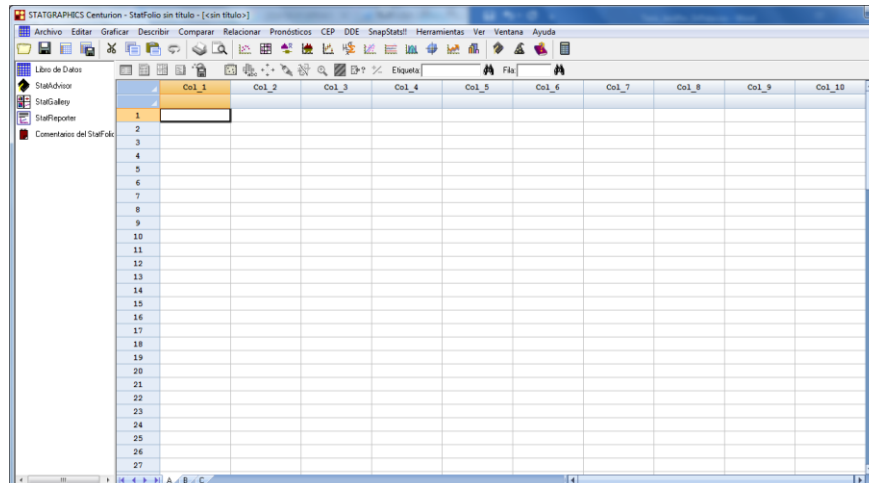 STATGRAPHICS Centurion - StatFolio sin título - [<sin título>]
Archivo Editar Graficar Describir Comparar Relacionar Pronósticos CEP DDE SnapStats!! Herramientas Ver Ventana Ayuda
Etiqueta: Fila:
Libro de Datos
StatAdvisor
StatGallery
StatReporter
Comentarios del StatFolio
Col_1 Col_2 Col_3 Col_4 Col_5 Col_6 Col_7 Col_8 Col_9 Col_10
1
2
3
4
5
6
7
8
9
10
11
12
13
14
15
16
17
18
19
20
21
22
23
24
25
26
27
A B C